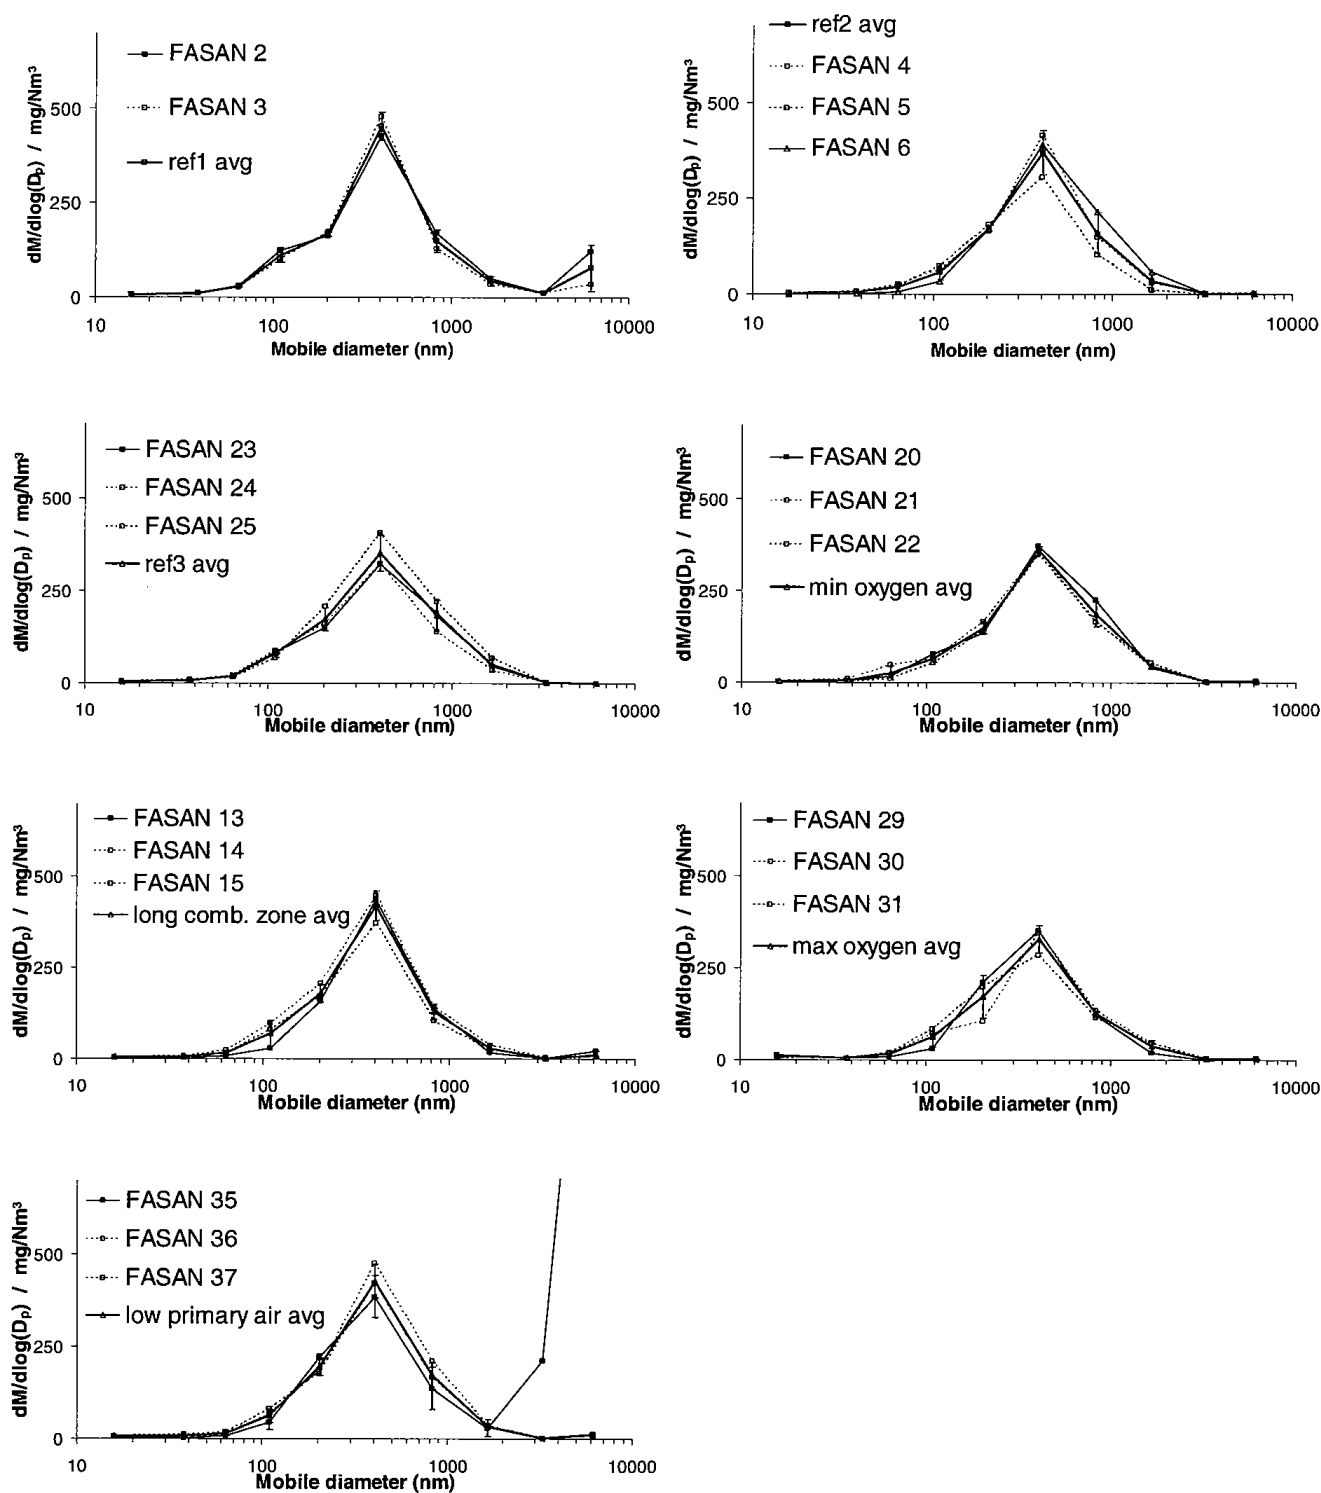 FASAN 2
FASAN 3
ref1 avg
dM/dlog(Dp) / mg/Nm³
500
250
0
10 100 1000 10000
Mobile diameter (nm)
ref2 avg
FASAN 4
FASAN 5
FASAN 6
dM/dlog(Dp) / mg/Nm³
500
250
0
10 100 1000 10000
Mobile diameter (nm)
FASAN 23
FASAN 24
FASAN 25
ref3 avg
dM/dlog(Dp) / mg/Nm³
500
250
0
10 100 1000 10000
Mobile diameter (nm)
FASAN 20
FASAN 21
FASAN 22
min oxygen avg
dM/dlog(Dp) / mg/Nm³
500
250
0
10 100 1000 10000
Mobile diameter (nm)
FASAN 13
FASAN 14
FASAN 15
long comb. zone avg
dM/dlog(Dp) / mg/Nm³
500
250
0
10 100 1000 10000
Mobile diameter (nm)
FASAN 29
FASAN 30
FASAN 31
max oxygen avg
dM/dlog(Dp) / mg/Nm³
500
250
0
10 100 1000 10000
Mobile diameter (nm)
FASAN 35
FASAN 36
FASAN 37
low primary air avg
dM/dlog(Dp) / mg/Nm³
500
250
0
10 100 1000 10000
Mobile diameter (nm)